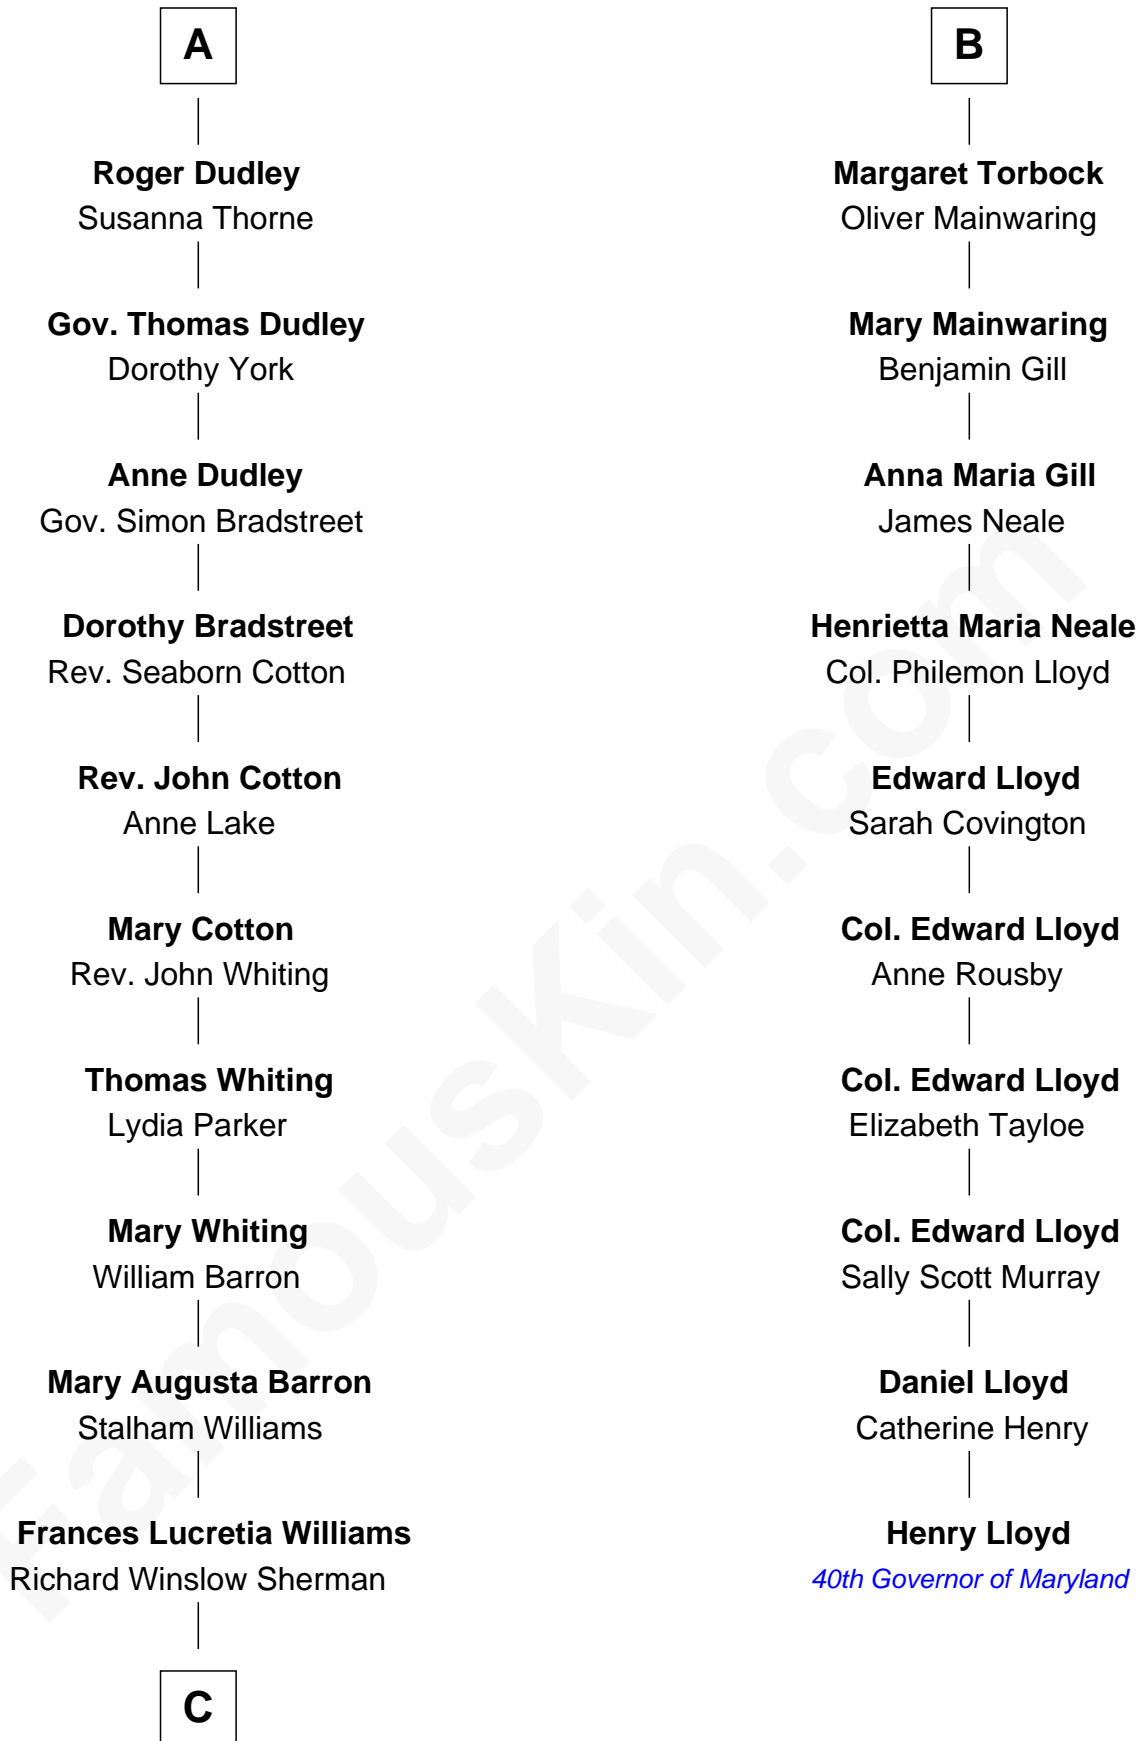 A
Roger Dudley
Susanna Thorne
Gov. Thomas Dudley
Dorothy York
Anne Dudley
Gov. Simon Bradstreet
Dorothy Bradstreet
Rev. Seaborn Cotton
Rev. John Cotton
Anne Lake
Mary Cotton
Rev. John Whiting
Thomas Whiting
Lydia Parker
Mary Whiting
William Barron
Mary Augusta Barron
Stalham Williams
Frances Lucretia Williams
Richard Winslow Sherman
C
B
Margaret Torbock
Oliver Mainwaring
Mary Mainwaring
Benjamin Gill
Anna Maria Gill
James Neale
Henrietta Maria Neale
Col. Philemon Lloyd
Edward Lloyd
Sarah Covington
Col. Edward Lloyd
Anne Rousby
Col. Edward Lloyd
Elizabeth Tayloe
Col. Edward Lloyd
Sally Scott Murray
Daniel Lloyd
Catherine Henry
Henry Lloyd
40th Governor of Maryland
FamousKin.com